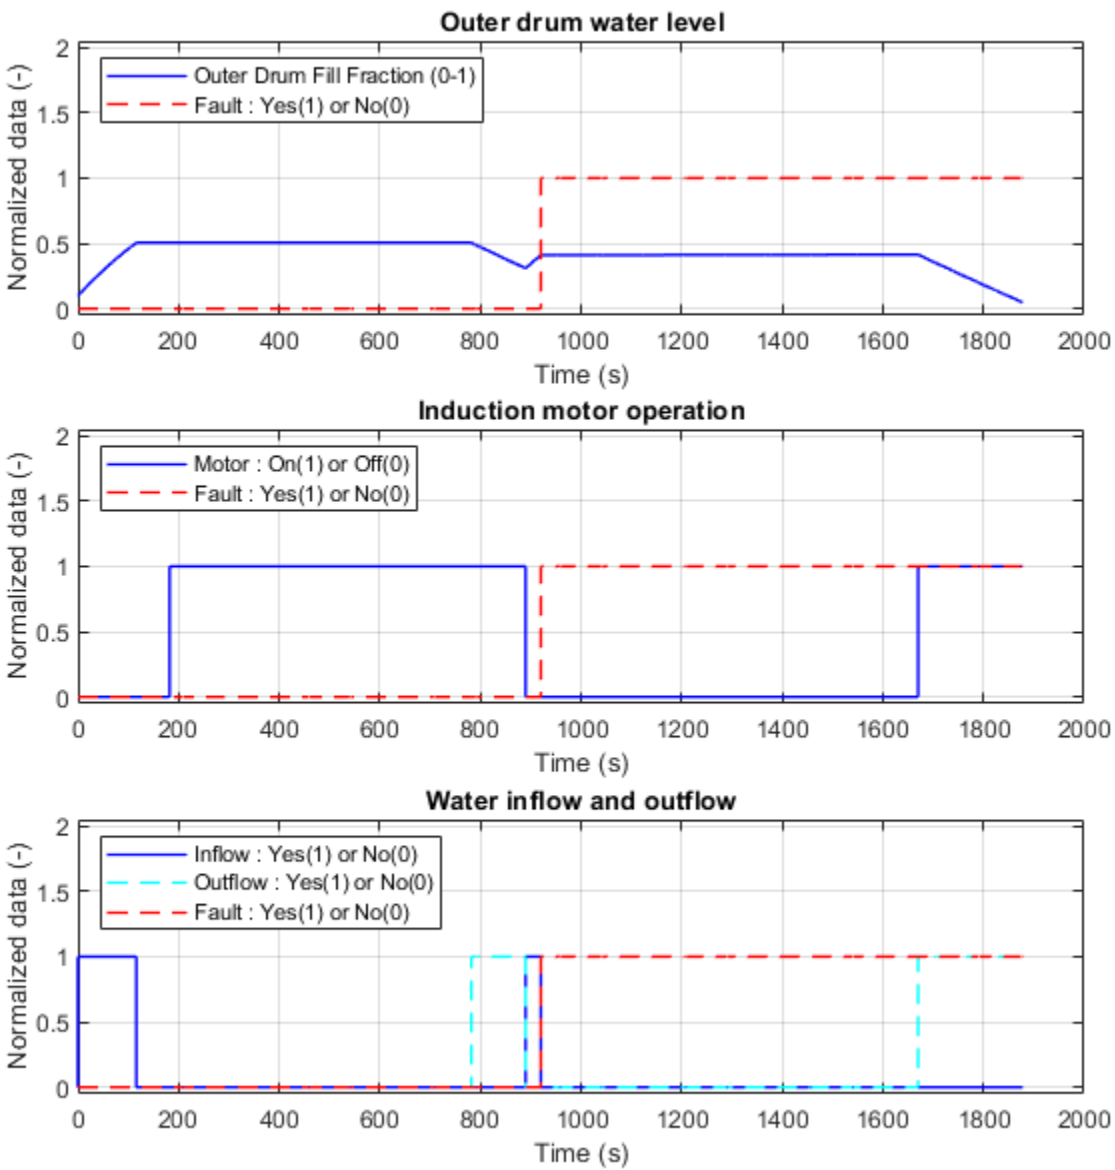 Outer drum water level
Normalized data (-)
2
1.5
1
0.5
0
Outer Drum Fill Fraction (0-1)
Fault : Yes(1) or No(0)
0 200 400 600 800 1000 1200 1400 1600 1800 2000
Time (s)
Induction motor operation
Normalized data (-)
2
1.5
1
0.5
0
Motor : On(1) or Off(0)
Fault : Yes(1) or No(0)
0 200 400 600 800 1000 1200 1400 1600 1800 2000
Time (s)
Water inflow and outflow
Normalized data (-)
2
1.5
1
0.5
0
Inflow : Yes(1) or No(0)
Outflow : Yes(1) or No(0)
Fault : Yes(1) or No(0)
0 200 400 600 800 1000 1200 1400 1600 1800 2000
Time (s)